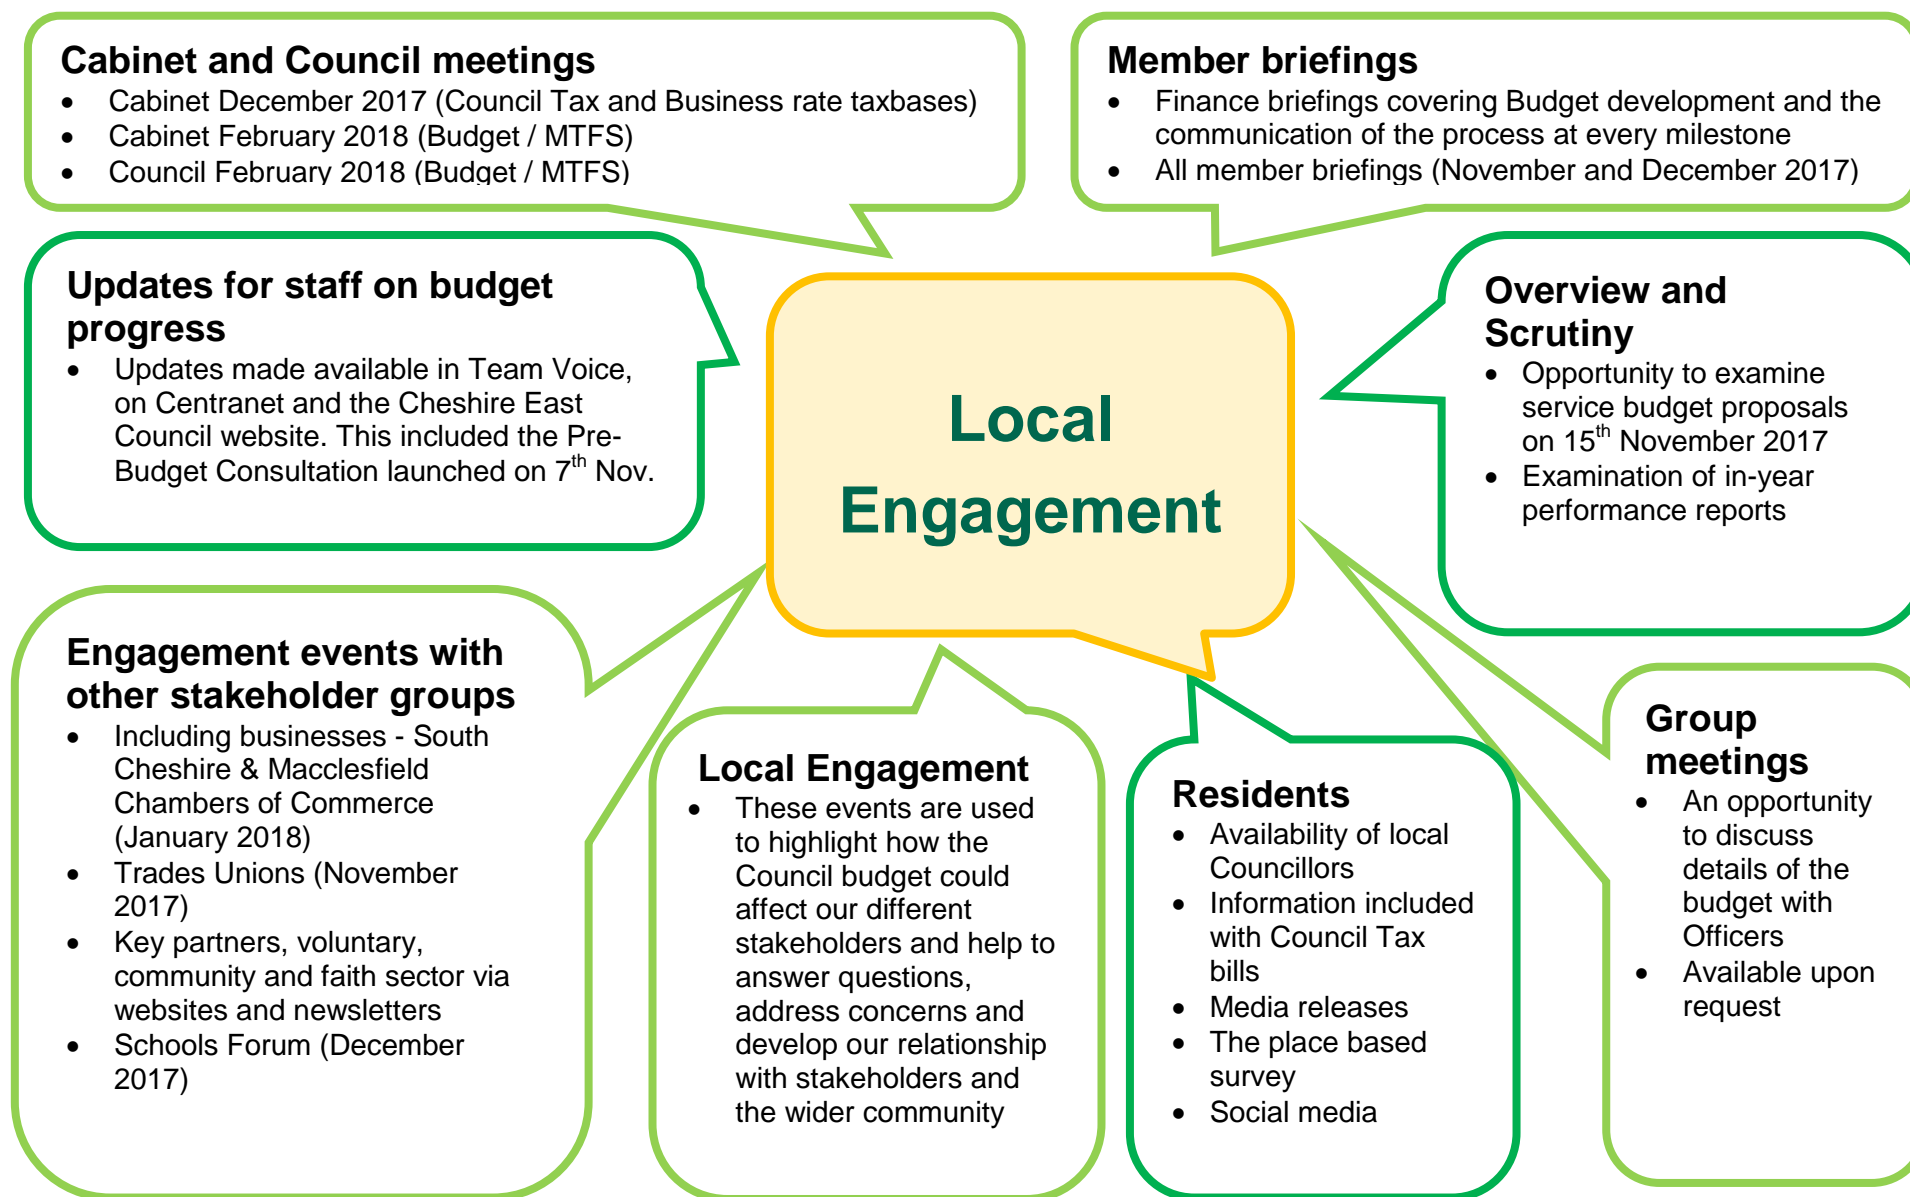 Cabinet and Council meetings
• Cabinet December 2017 (Council Tax and Business rate taxbases)
• Cabinet February 2018 (Budget / MTFS)
• Council February 2018 (Budget / MTFS)
Member briefings
• Finance briefings covering Budget development and the
communication of the process at every milestone
• All member briefings (November and December 2017)
Updates for staff on budget
progress
• Updates made available in Team Voice,
on Centranet and the Cheshire East
Council website. This included the Pre-
Budget Consultation launched on 7th Nov.
Local
Engagement
Overview and
Scrutiny
• Opportunity to examine
service budget proposals
on 15th November 2017
• Examination of in-year
performance reports
Engagement events with
other stakeholder groups
• Including businesses - South
Cheshire & Macclesfield
Chambers of Commerce
(January 2018)
• Trades Unions (November
2017)
• Key partners, voluntary,
community and faith sector via
websites and newsletters
• Schools Forum (December
2017)
Local Engagement
• These events are used
to highlight how the
Council budget could
affect our different
stakeholders and help to
answer questions,
address concerns and
develop our relationship
with stakeholders and
the wider community
Residents
• Availability of local
Councillors
• Information included
with Council Tax
bills
• Media releases
• The place based
survey
• Social media
Group
meetings
• An opportunity
to discuss
details of the
budget with
Officers
• Available upon
request